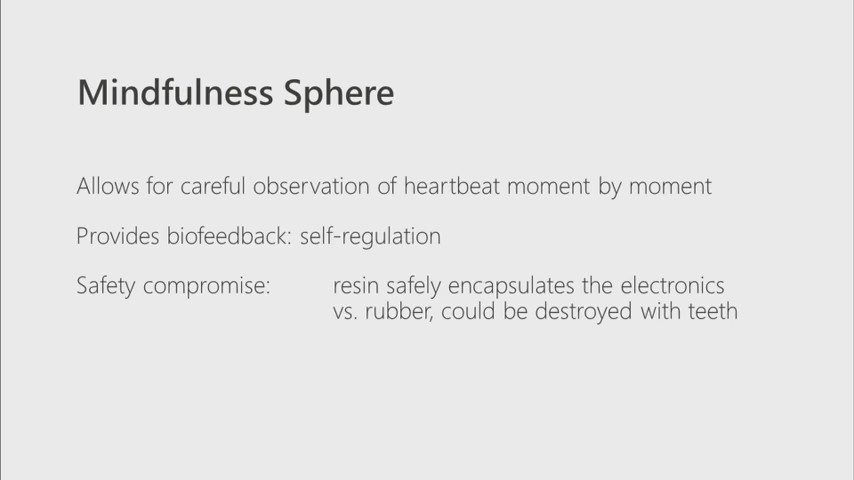 Mindfulness Sphere
Allows for careful observation of heartbeat moment by moment
Provides biofeedback: self-regulation
Safety compromise: resin safely encapsulates the electronics
vs. rubber, could be destroyed with teeth